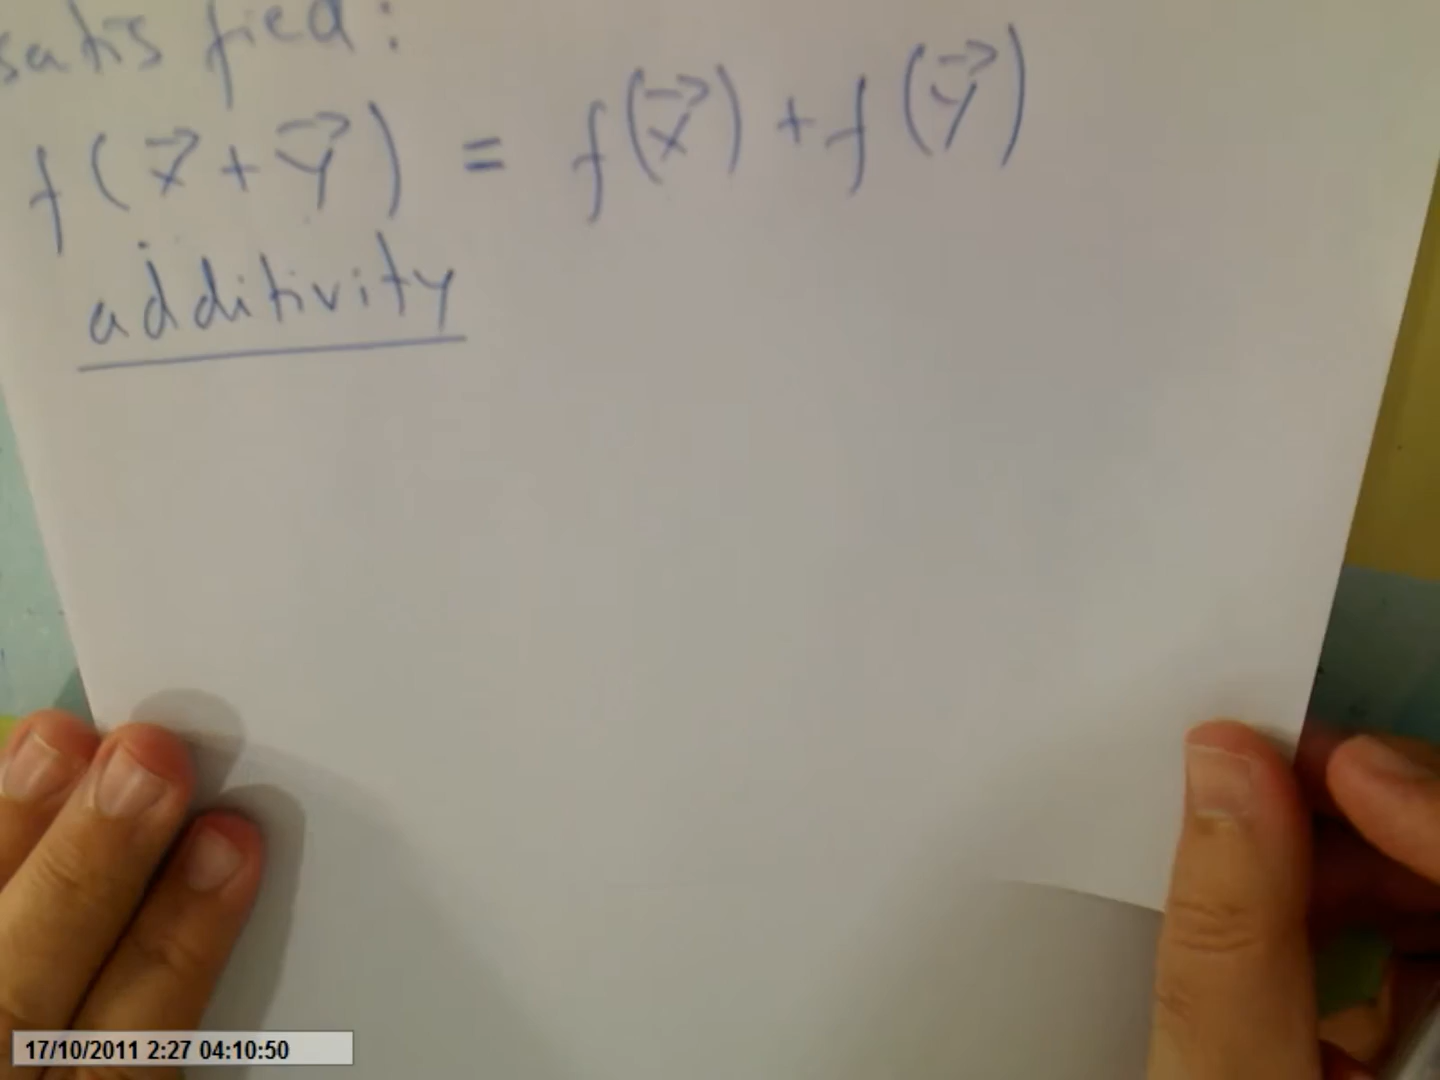 satisfied:
f(x⃗ + y⃗) = f(x⃗) + f(y⃗)
additivity
17/10/2011 2:27 04:10:50